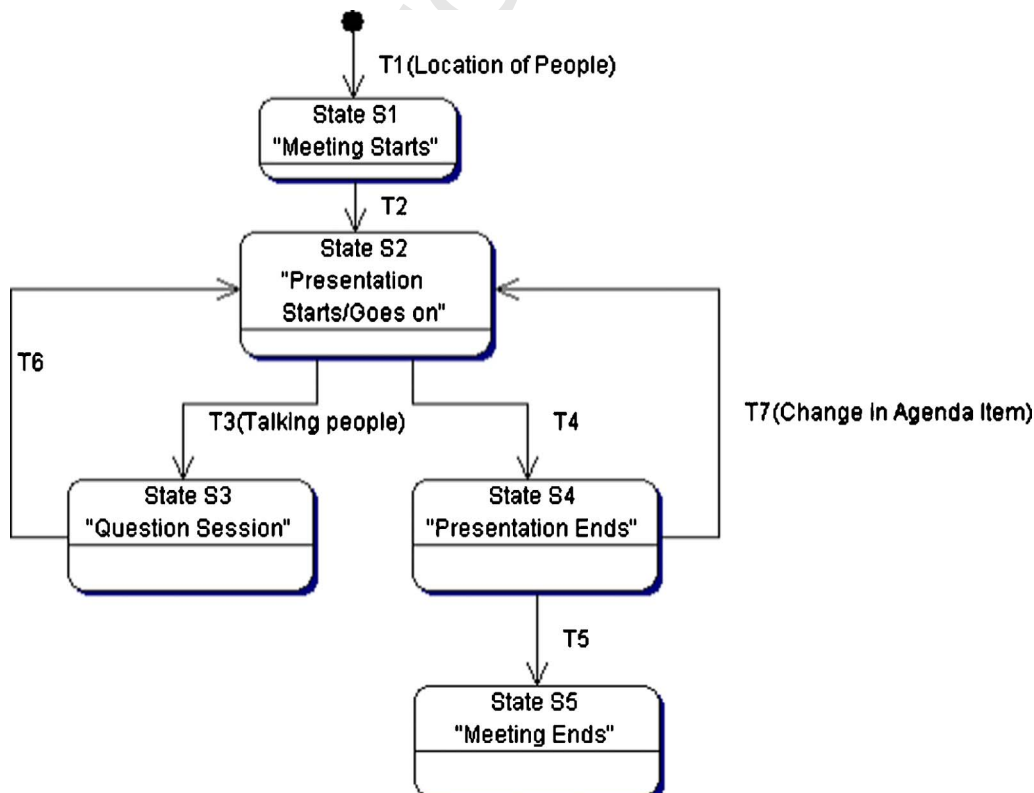 T1(Location of People)
State S1
"Meeting Starts"
T2
State S2
"Presentation
Starts/Goes on"
T6
T3(Talking people)
T4
T7(Change in Agenda Item)
State S3
"Question Session"
State S4
"Presentation Ends"
T5
State S5
"Meeting Ends"